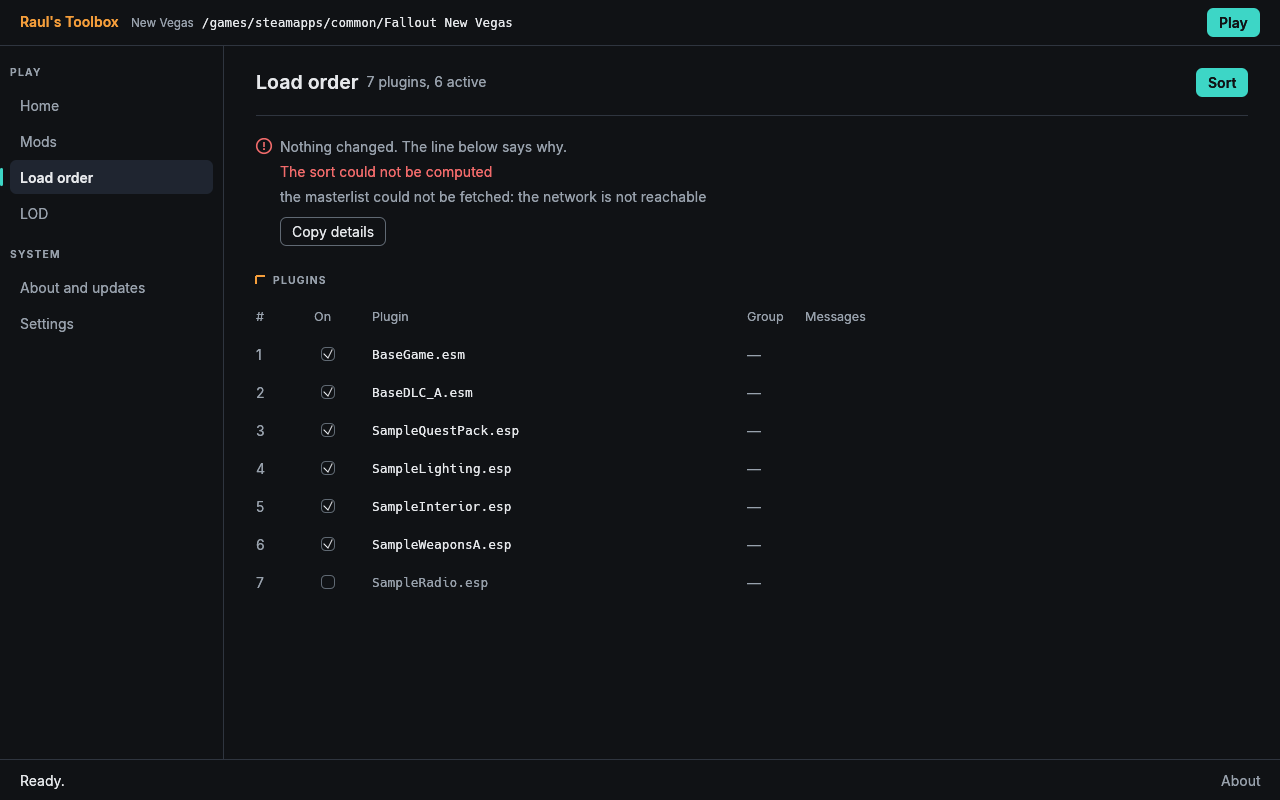 Raul's Toolbox New Vegas /games/steamapps/common/Fallout New Vegas Play
PLAY
Home
Mods
Load order
LOD
SYSTEM
About and updates
Settings
Load order 7 plugins, 6 active Sort
Nothing changed. The line below says why.
The sort could not be computed
the masterlist could not be fetched: the network is not reachable
Copy details
PLUGINS
# On Plugin Group Messages
1 BaseGame.esm —
2 BaseDLC_A.esm —
3 SampleQuestPack.esp —
4 SampleLighting.esp —
5 SampleInterior.esp —
6 SampleWeaponsA.esp —
7 SampleRadio.esp —
Ready. About